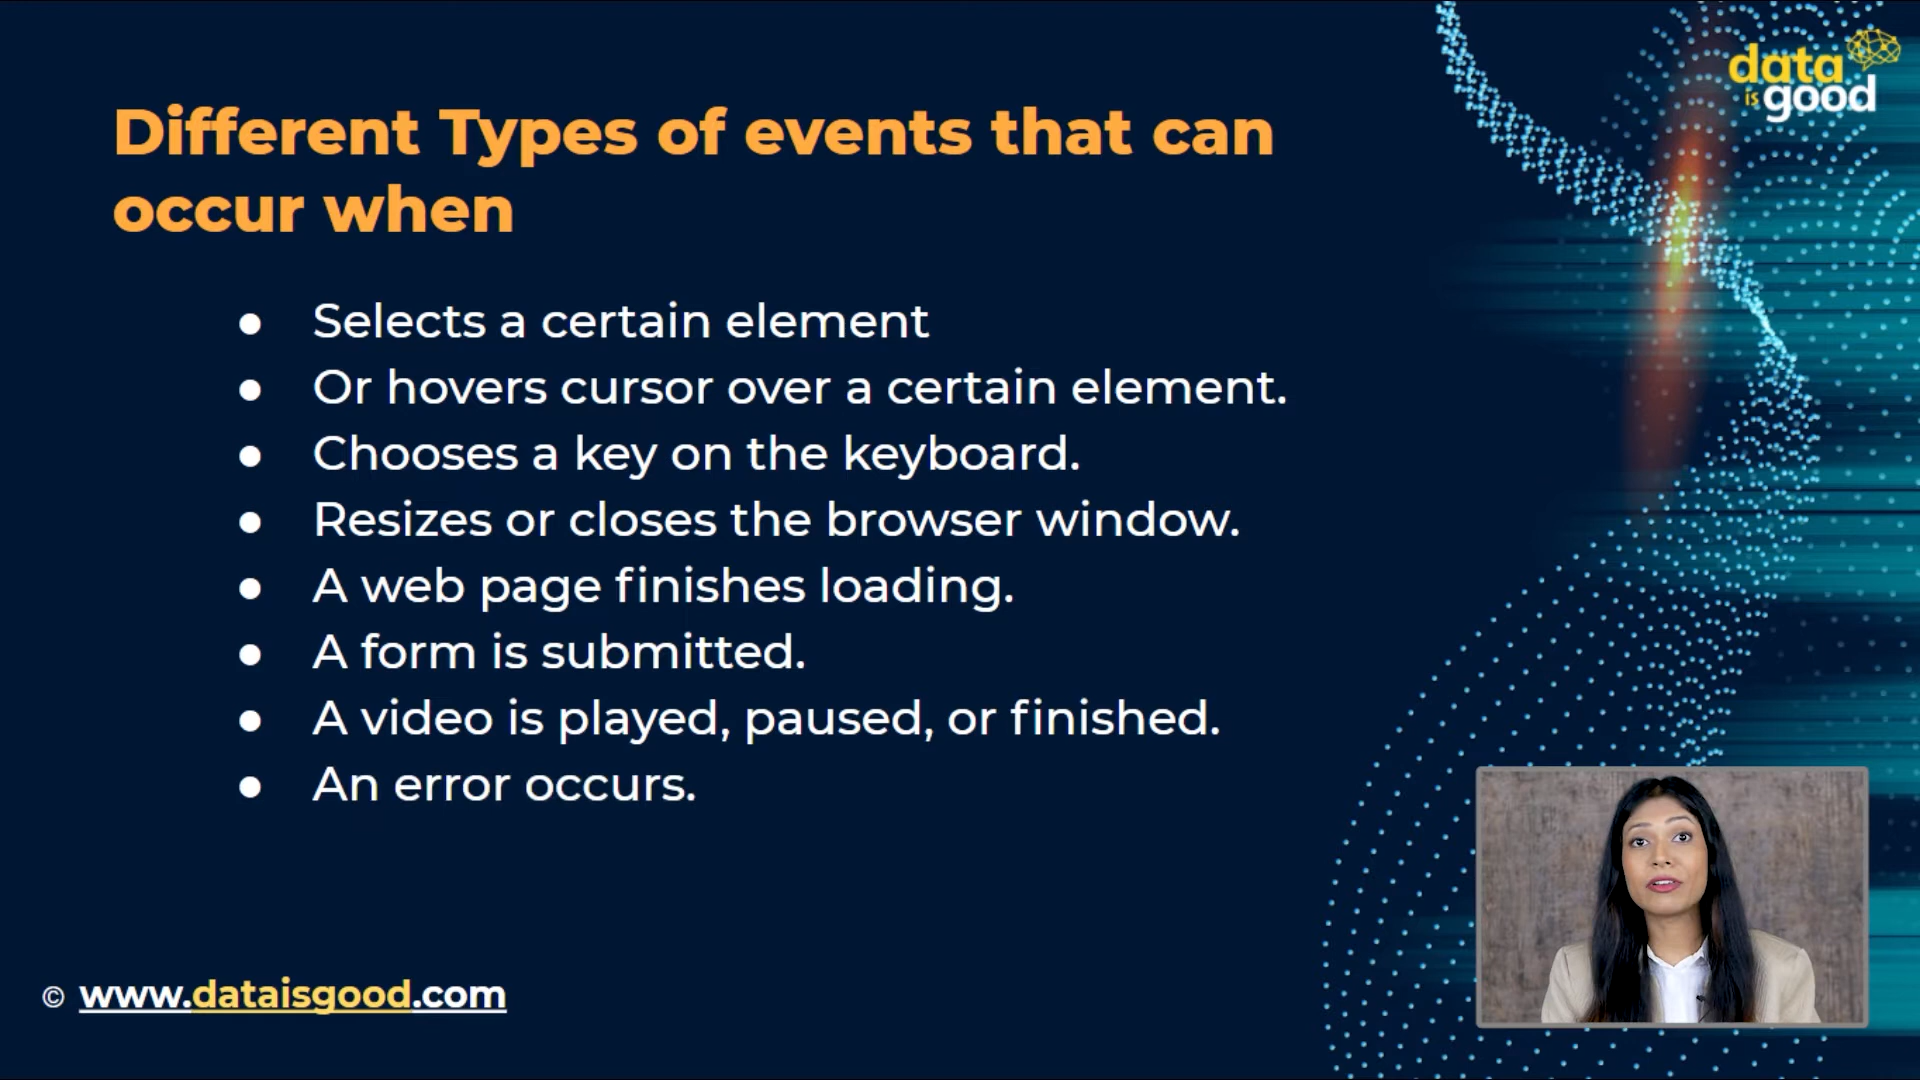 data
is good
Different Types of events that can
occur when
● Selects a certain element
● Or hovers cursor over a certain element.
● Chooses a key on the keyboard.
● Resizes or closes the browser window.
● A web page finishes loading.
● A form is submitted.
● A video is played, paused, or finished.
● An error occurs.
© www.dataisgood.com